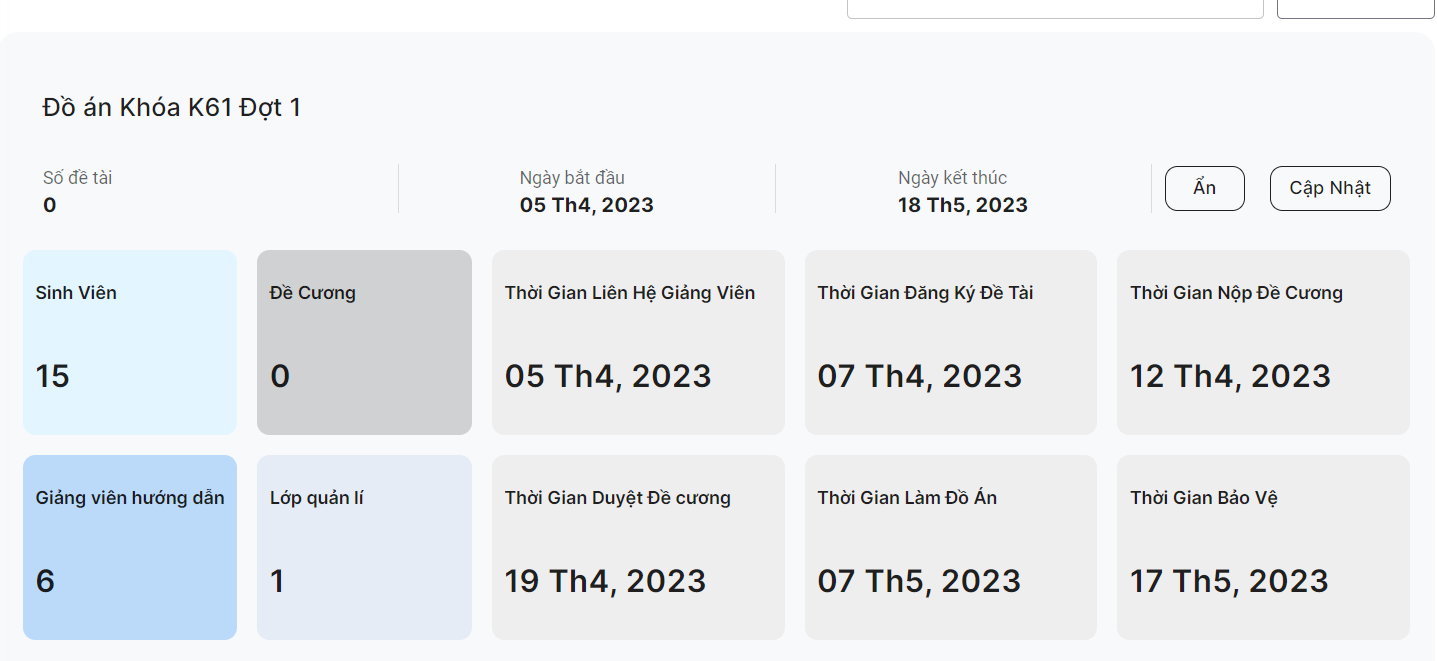 Đồ án Khóa K61 Đợt 1
Số đề tài
0
Ngày bắt đầu
05 Th4, 2023
Ngày kết thúc
18 Th5, 2023
Ẩn
Cập Nhật
Sinh Viên
15
Đề Cương
0
Thời Gian Liên Hệ Giảng Viên
05 Th4, 2023
Thời Gian Đăng Ký Đề Tài
07 Th4, 2023
Thời Gian Nộp Đề Cương
12 Th4, 2023
Giảng viên hướng dẫn
6
Lớp quản lí
1
Thời Gian Duyệt Đề cương
19 Th4, 2023
Thời Gian Làm Đồ Án
07 Th5, 2023
Thời Gian Bảo Vệ
17 Th5, 2023